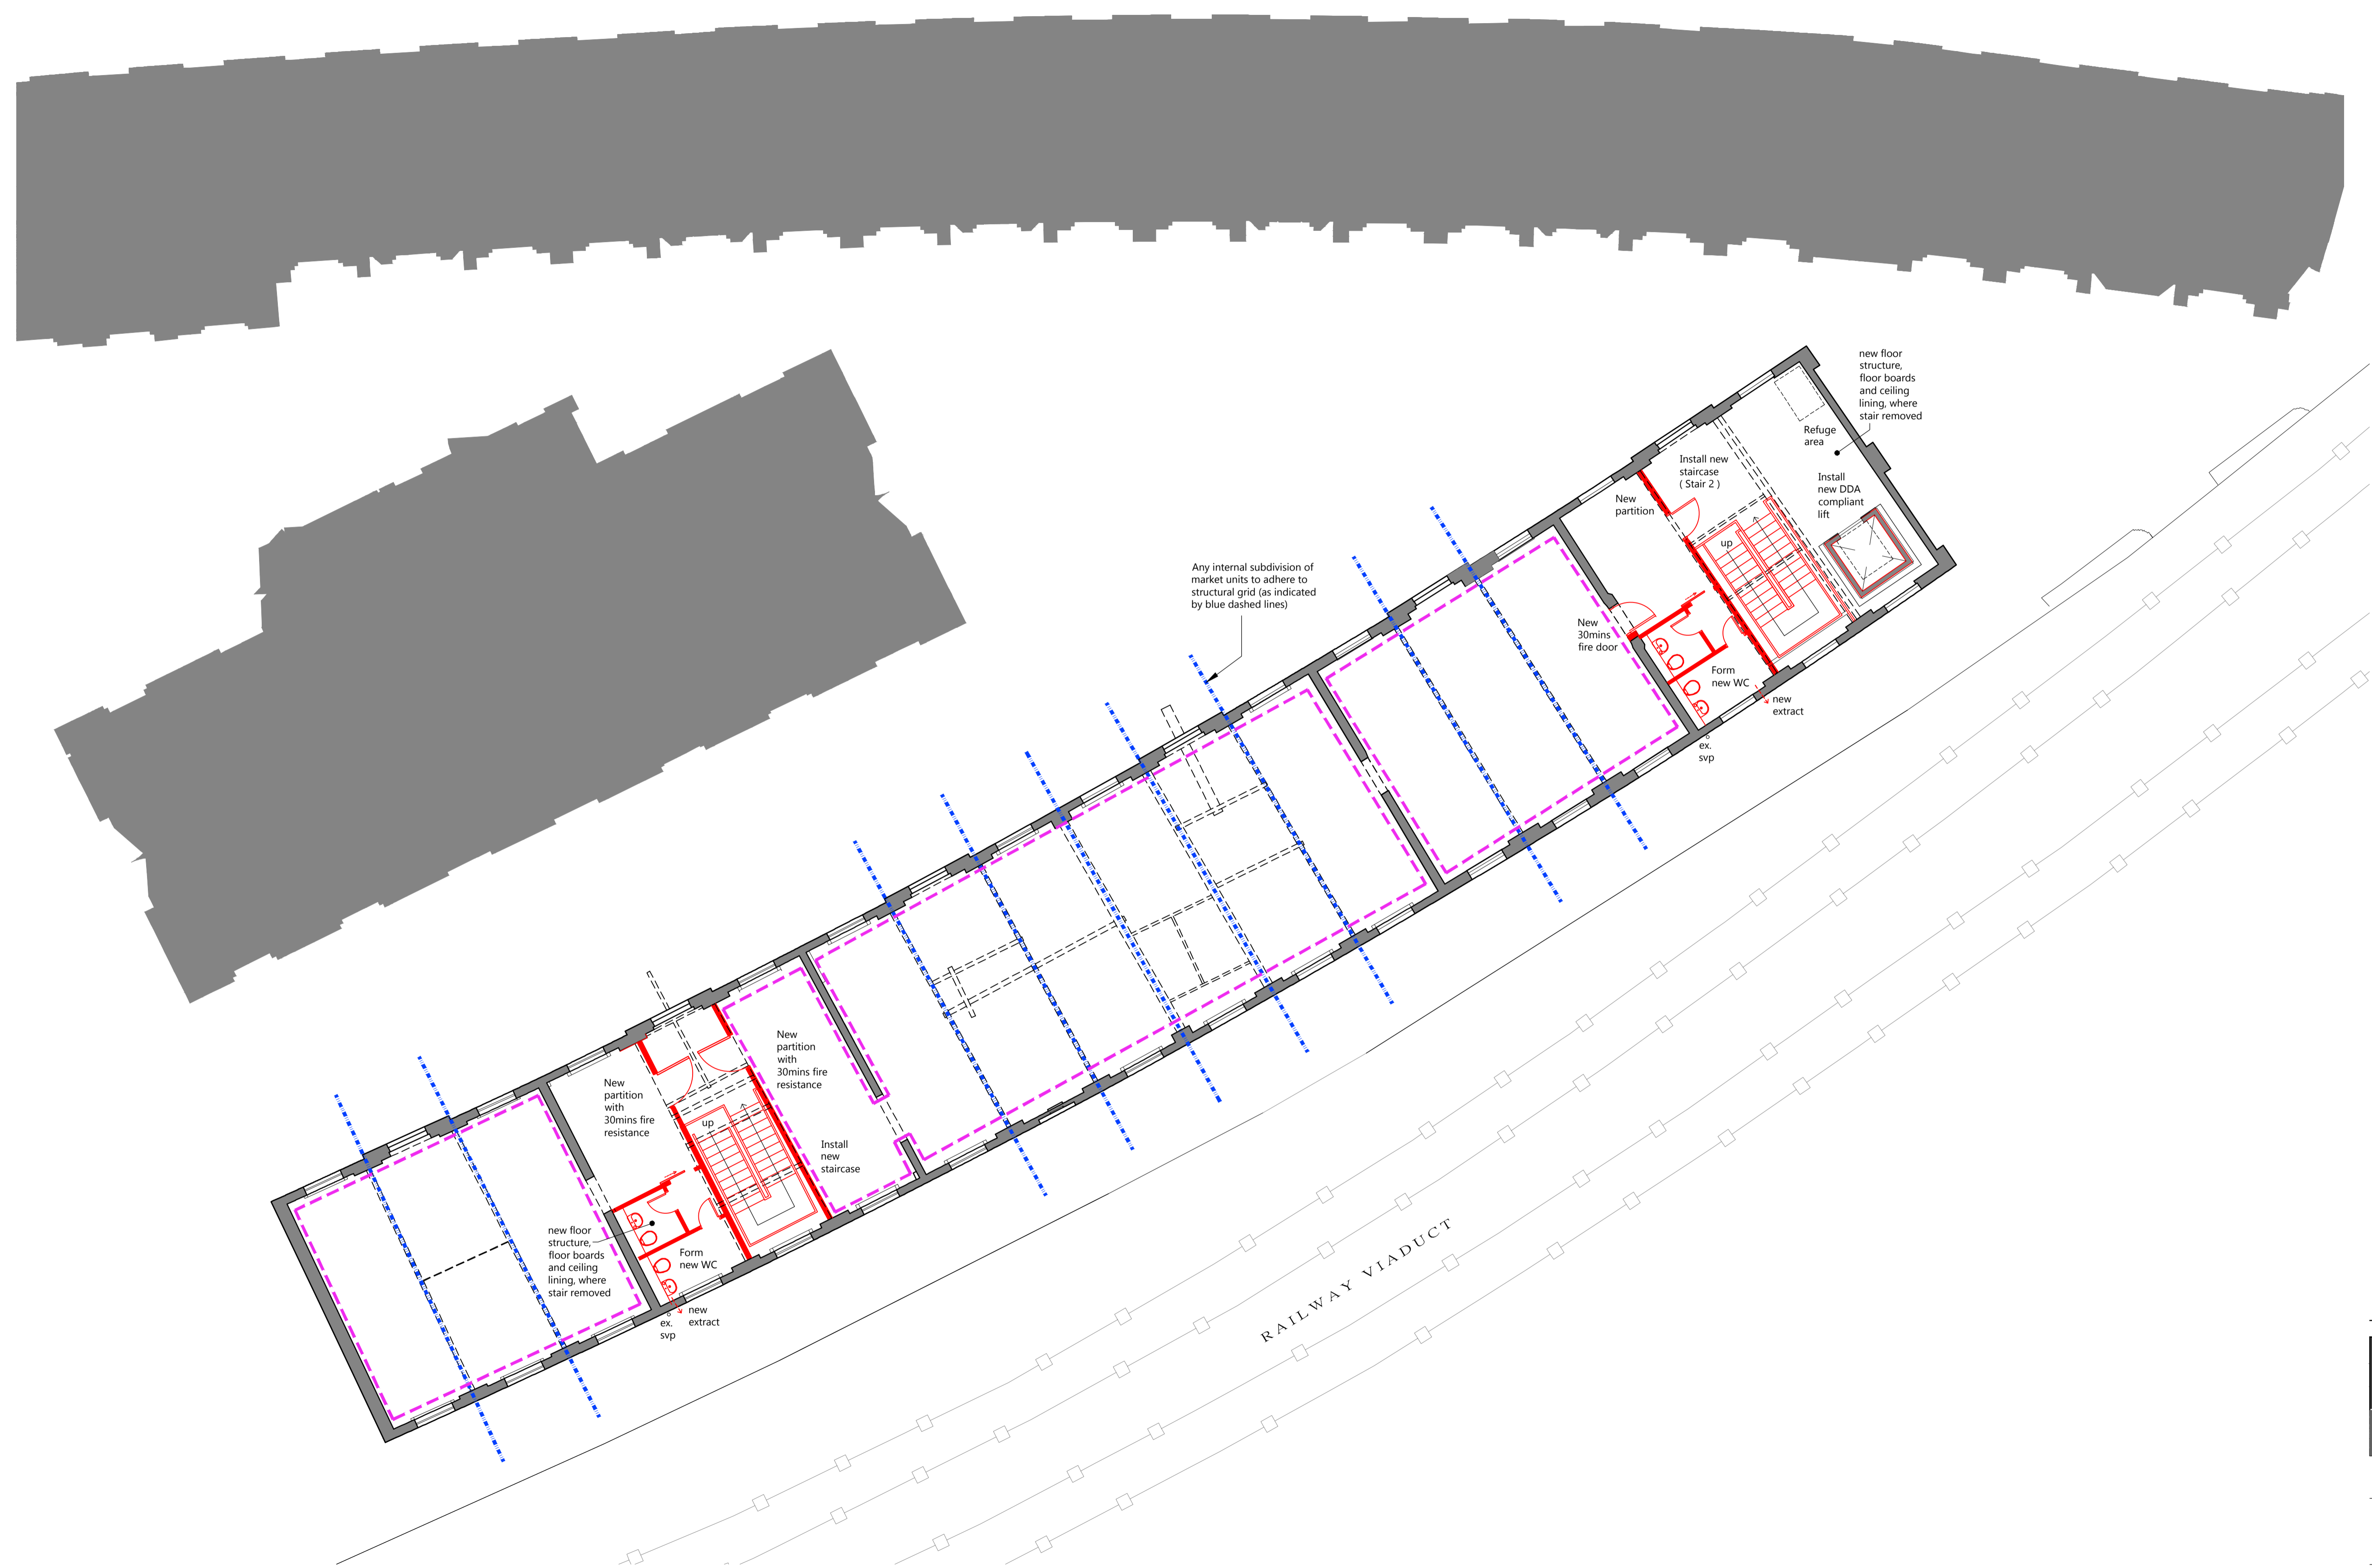 new floor
structure,
floor boards
and ceiling
lining, where
stair removed
Refuge
area
Install new
staircase
( Stair 2 )
Install
new DDA
compliant
lift
New
partition
up
Any internal subdivision of
market units to adhere to
structural grid (as indicated
by blue dashed lines)
New
30mins
fire door
Form
new WC
new
extract
ex.
svp
New
partition
with
30mins fire
resistance
New
partition
with
30mins fire
resistance
up
Install
new
staircase
new floor
structure,
floor boards
and ceiling
lining, where
stair removed
Form
new WC
new
extract
ex.
svp
RAILWAY VIADUCT